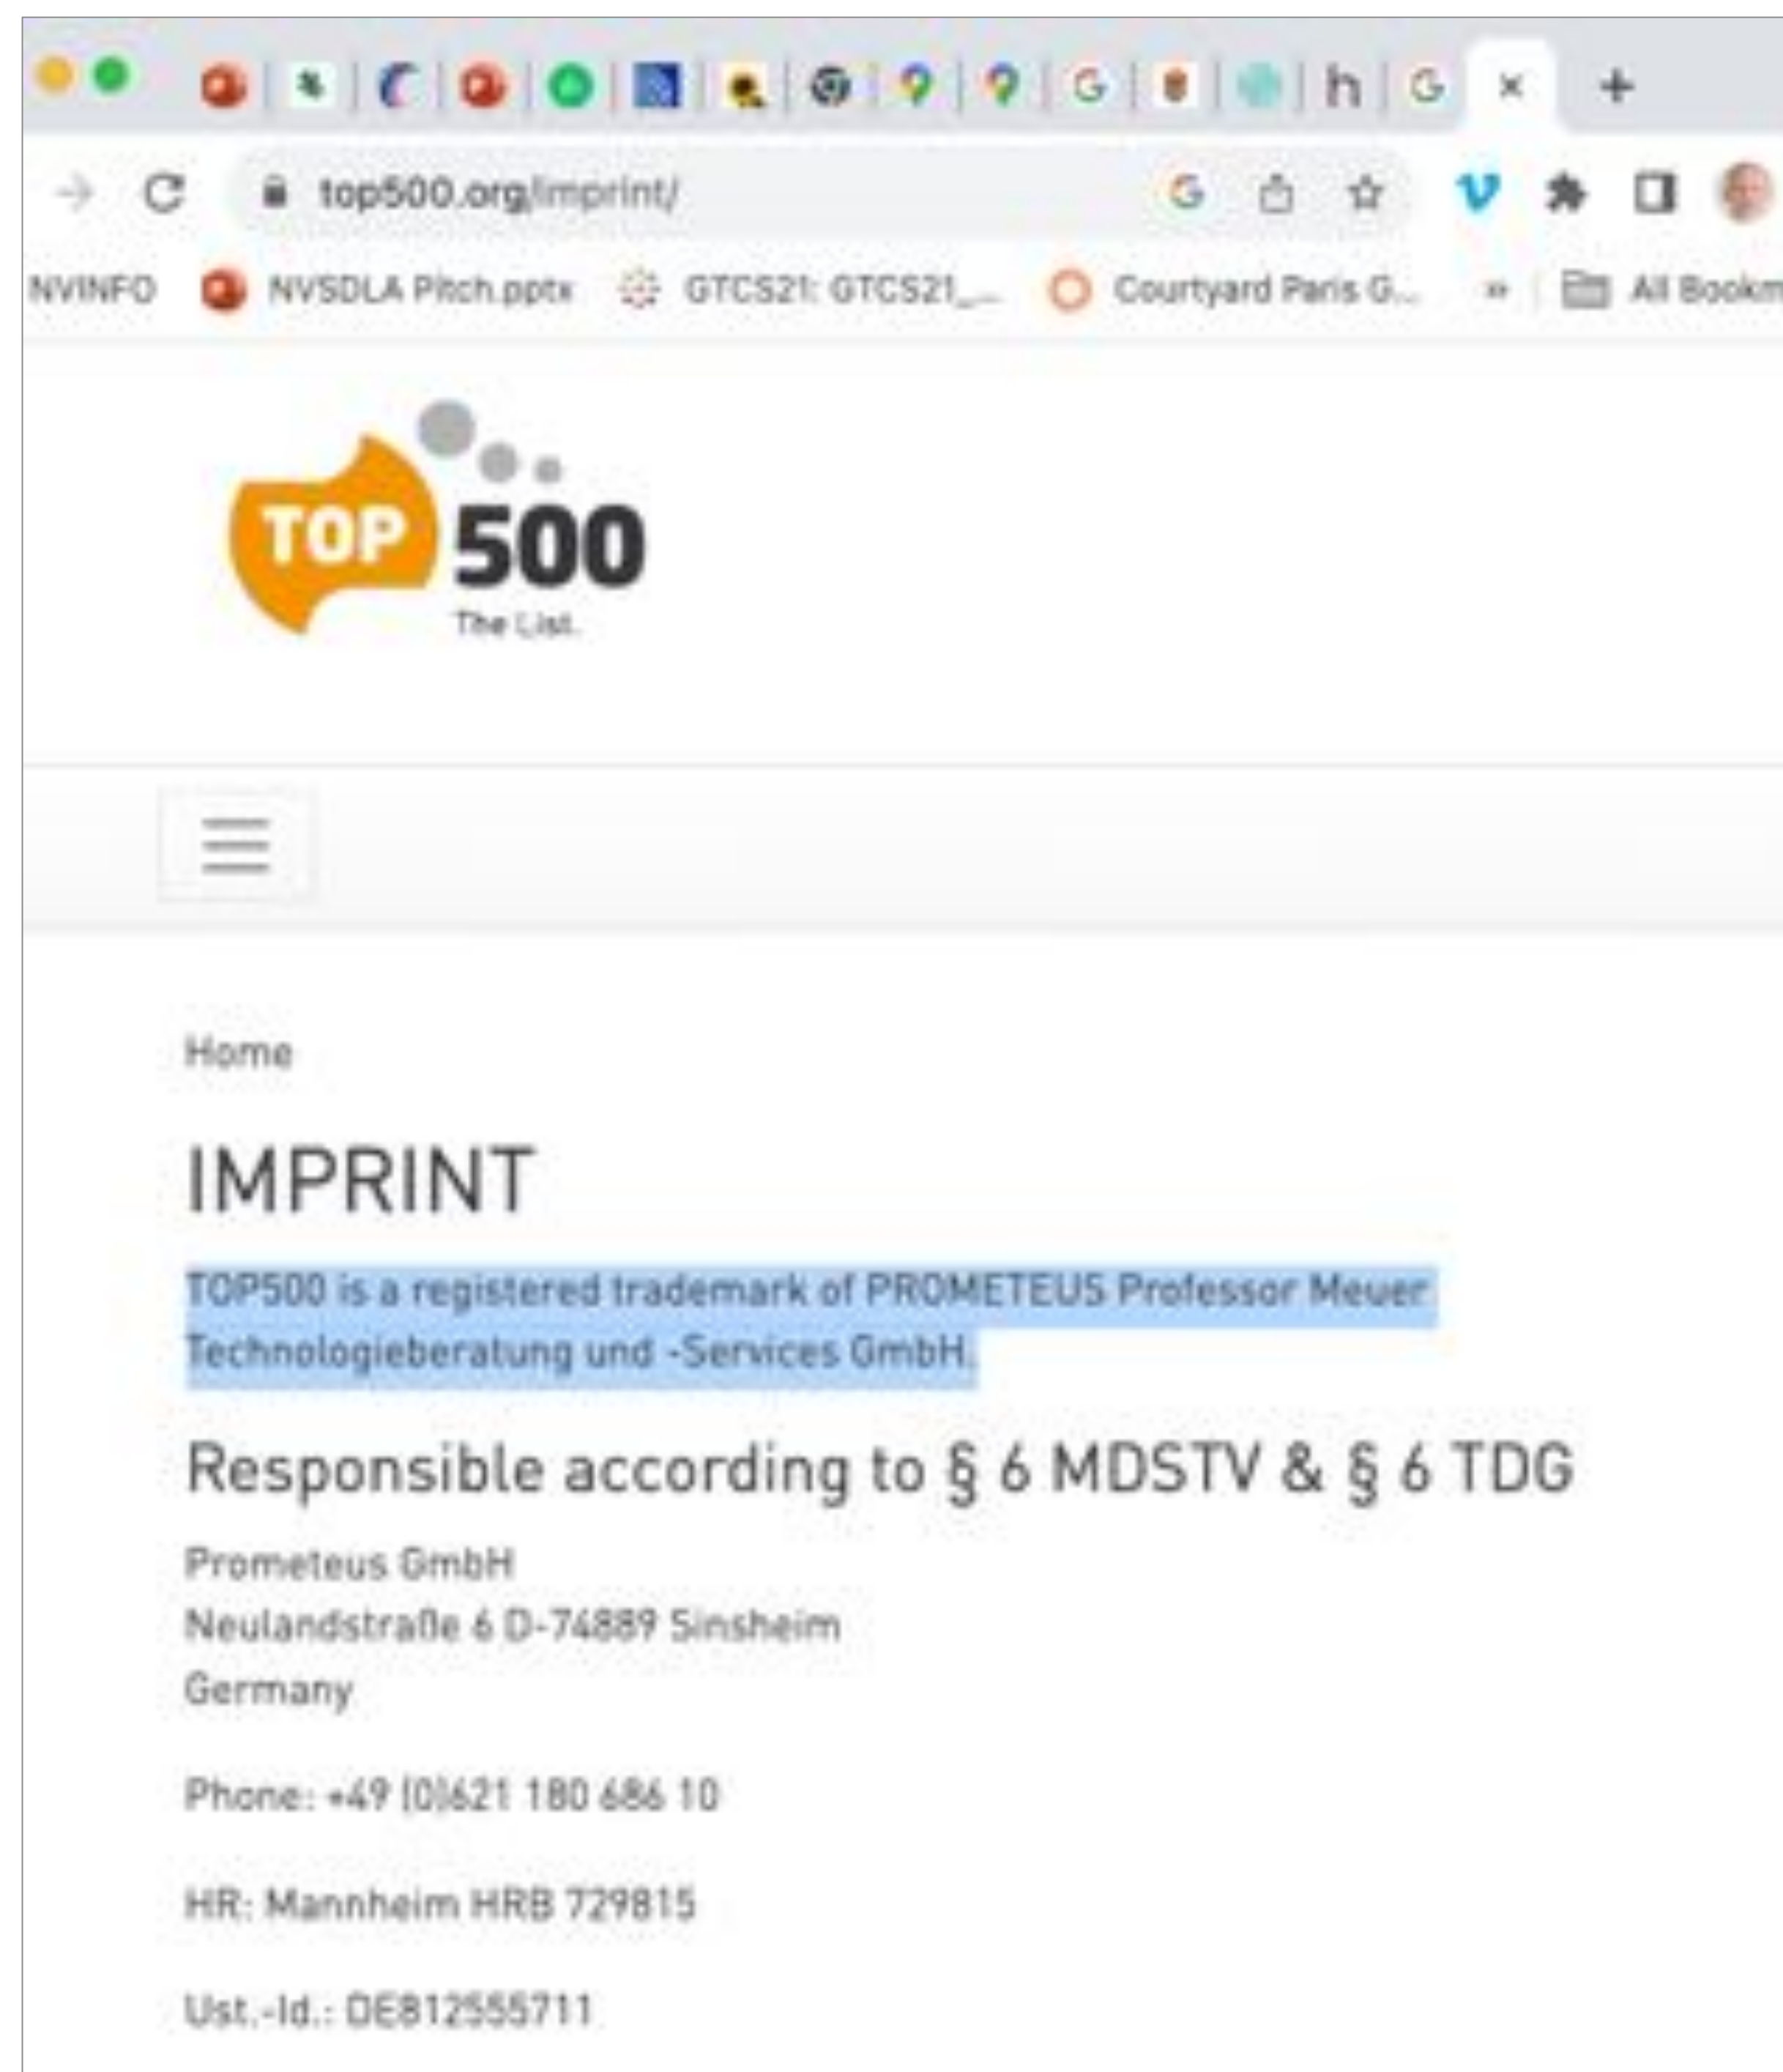 h
top500.org/imprint/
NVINFO NVSDLA Pitch.pptx GTCS21: GTCS21_... Courtyard Paris G... » All Bookm
TOP 500
The List.
Home
IMPRINT
TOP500 is a registered trademark of PROMETEUS Professor Meuer
Technologieberatung und -Services GmbH.
Responsible according to § 6 MDSTV & § 6 TDG
Prometeus GmbH
Neulandstraße 6 D-74889 Sinsheim
Germany
Phone: +49 (0)621 180 686 10
HR: Mannheim HRB 729815
Ust.-Id.: DE812555711